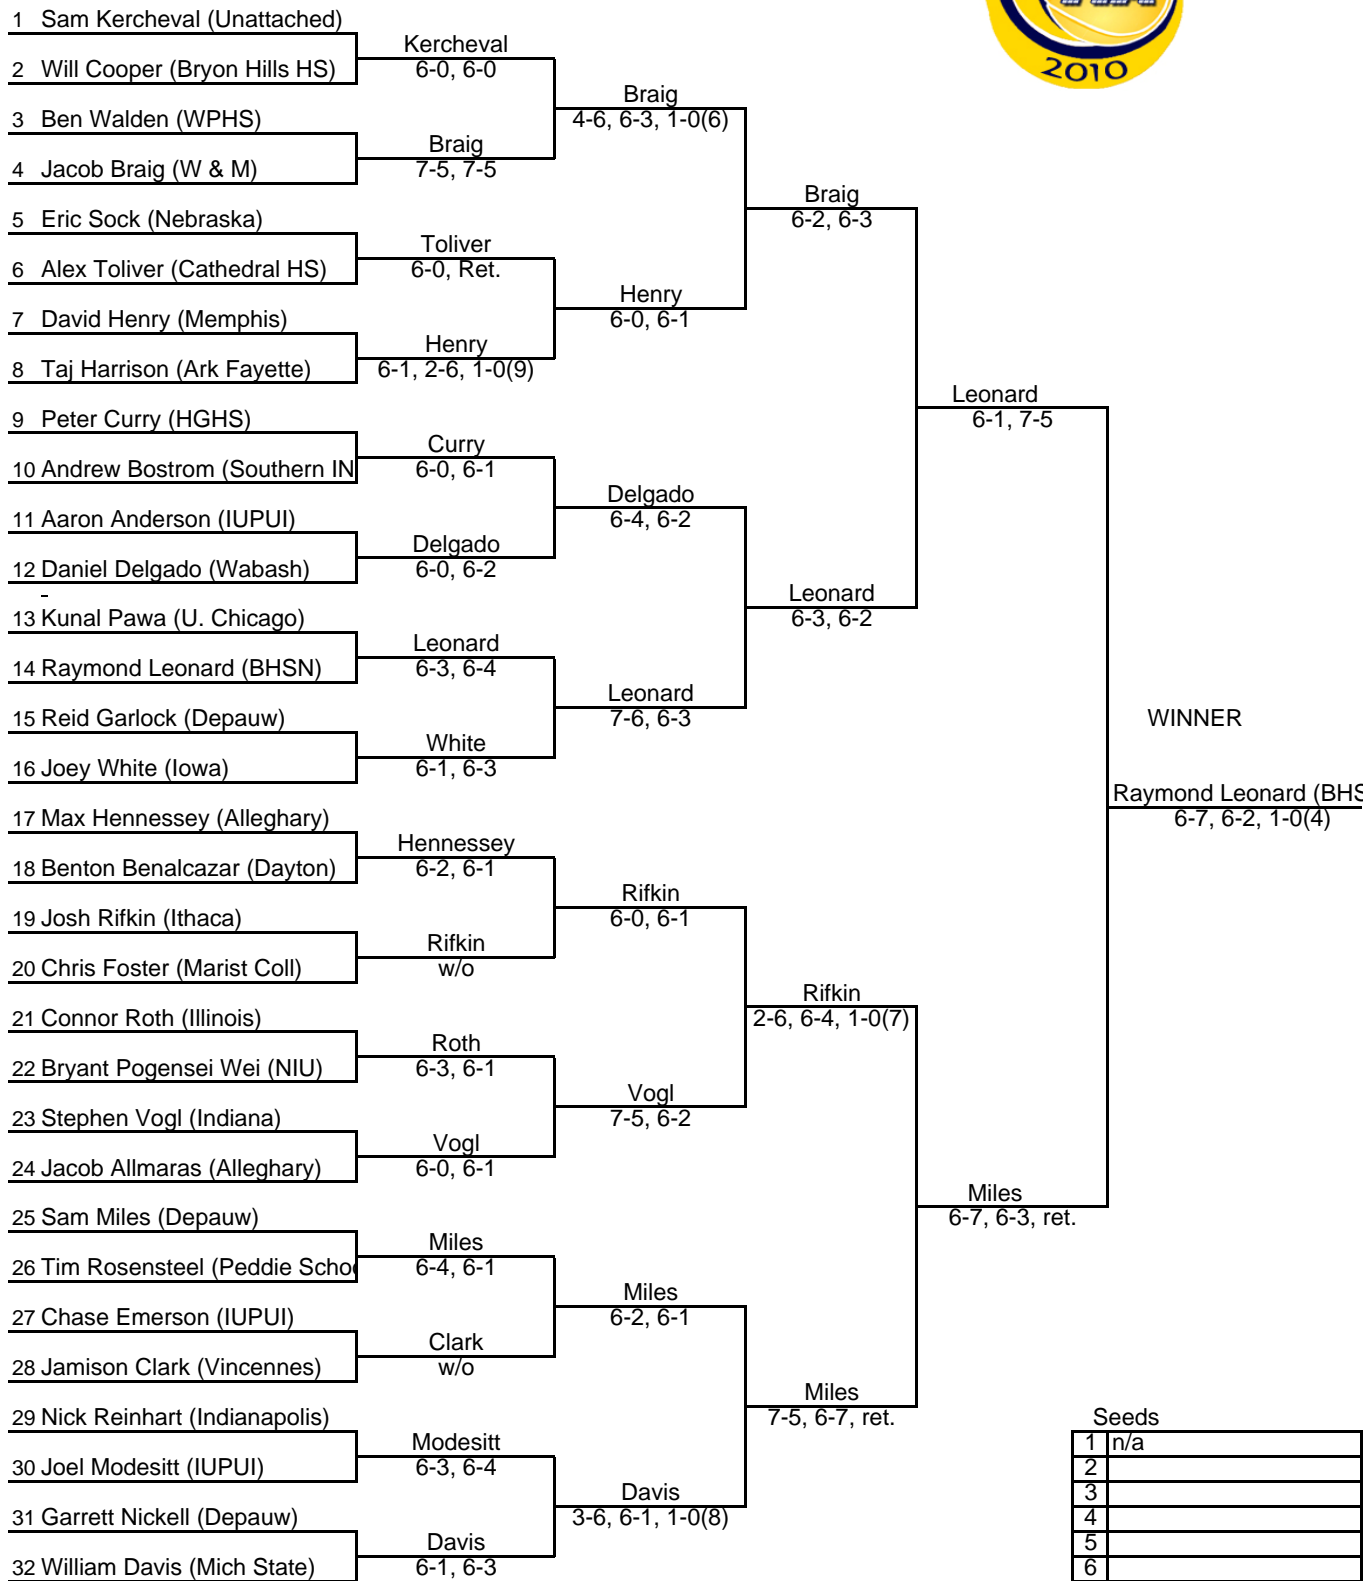 1 Sam Kercheval (Unattached)
Kercheval
2 Will Cooper (Bryon Hills HS)
6-0, 6-0
2010
Braig
3 Ben Walden (WPHS)
4-6, 6-3, 1-0(6)
Braig
4 Jacob Braig (W & M)
7-5, 7-5
Braig
5 Eric Sock (Nebraska)
6-2, 6-3
Toliver
6 Alex Toliver (Cathedral HS)
6-0, Ret.
Henry
7 David Henry (Memphis)
6-0, 6-1
Henry
8 Taj Harrison (Ark Fayette)
6-1, 2-6, 1-0(9)
Leonard
9 Peter Curry (HGHS)
6-1, 7-5
Curry
10 Andrew Bostrom (Southern IN
6-0, 6-1
Delgado
11 Aaron Anderson (IUPUI)
6-4, 6-2
Delgado
12 Daniel Delgado (Wabash)
6-0, 6-2
Leonard
13 Kunal Pawa (U. Chicago)
6-3, 6-2
Leonard
14 Raymond Leonard (BHSN)
6-3, 6-4
Leonard
15 Reid Garlock (Depauw)
7-6, 6-3
WINNER
White
16 Joey White (Iowa)
6-1, 6-3
Raymond Leonard (BHS
17 Max Hennessey (Alleghary)
6-7, 6-2, 1-0(4)
Hennessey
18 Benton Benalcazar (Dayton)
6-2, 6-1
Rifkin
19 Josh Rifkin (Ithaca)
6-0, 6-1
Rifkin
20 Chris Foster (Marist Coll)
w/o
Rifkin
21 Connor Roth (Illinois)
2-6, 6-4, 1-0(7)
Roth
22 Bryant Pogensei Wei (NIU)
6-3, 6-1
Vogl
23 Stephen Vogl (Indiana)
7-5, 6-2
Vogl
24 Jacob Allmaras (Alleghary)
6-0, 6-1
Miles
25 Sam Miles (Depauw)
6-7, 6-3, ret.
Miles
26 Tim Rosensteel (Peddie Schoo
6-4, 6-1
Miles
27 Chase Emerson (IUPUI)
6-2, 6-1
Clark
28 Jamison Clark (Vincennes)
w/o
Miles
29 Nick Reinhart (Indianapolis)
7-5, 6-7, ret.
Seeds
Modesitt
1 n/a
30 Joel Modesitt (IUPUI)
6-3, 6-4
2
3
Davis
31 Garrett Nickell (Depauw)
3-6, 6-1, 1-0(8)
4
Davis
5
32 William Davis (Mich State)
6-1, 6-3
6